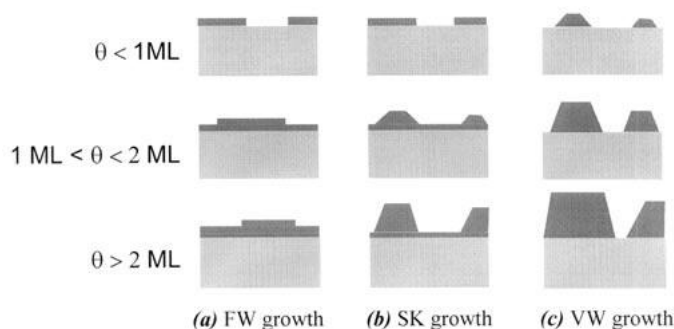 θ < 1ML
1 ML < θ < 2 ML
θ > 2 ML
(a) FW growth (b) SK growth (c) VW growth